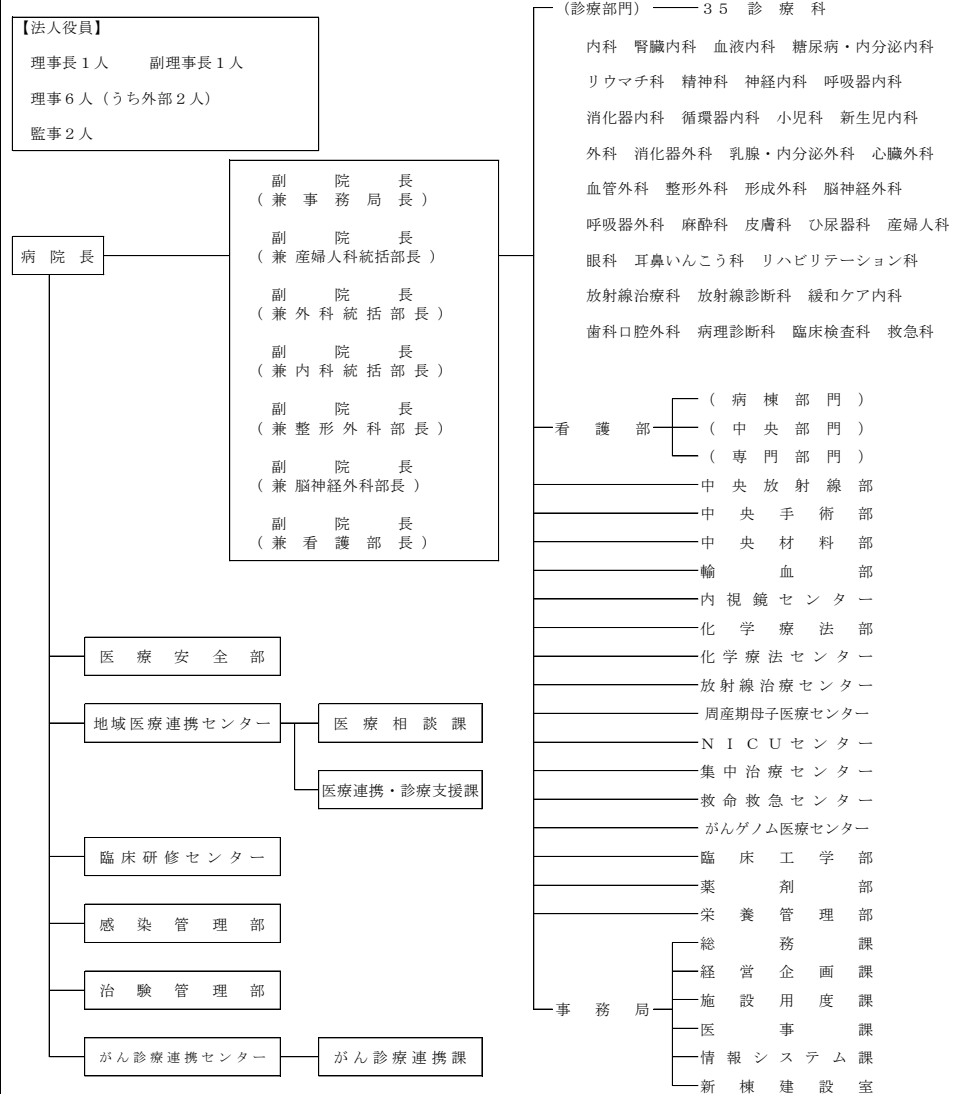 【法人役員】
理事長1人　副理事長1人
理事6人（うち外部2人）
監事2人
病院長
副院長
（兼事務局長）
副院長
（兼産婦人科統括部長）
副院長
（兼外科統括部長）
副院長
（兼内科統括部長）
副院長
（兼整形外科部長）
副院長
（兼脳神経外科部長）
副院長
（兼看護部長）
医療安全部
地域医療連携センター
医療相談課
医療連携・診療支援課
臨床研修センター
感染管理部
治験管理部
がん診療連携センター
がん診療連携課
（診療部門）
３５診療科
内科　腎臓内科　血液内科　糖尿病・内分泌内科
リウマチ科　精神科　神経内科　呼吸器内科
消化器内科　循環器内科　小児科　新生児内科
外科　消化器外科　乳腺・内分泌外科　心臓外科
血管外科　整形外科　形成外科　脳神経外科
呼吸器外科　麻酔科　皮膚科　ひ尿器科　産婦人科
眼科　耳鼻いんこう科　リハビリテーション科
放射線治療科　放射線診断科　緩和ケア内科
歯科口腔外科　病理診断科　臨床検査科　救急科
看護部
（病棟部門）
（中央部門）
（専門部門）
中央放射線部
中央手術部
中央材料部
輸血部
内視鏡センター
化学療法部
化学療法センター
放射線治療センター
周産期母子医療センター
ＮＩＣＵセンター
集中治療センター
救命救急センター
がんゲノム医療センター
臨床工学部
薬剤部
栄養管理部
事務局
総務課
経営企画課
施設用度課
医事課
情報システム課
新棟建設室